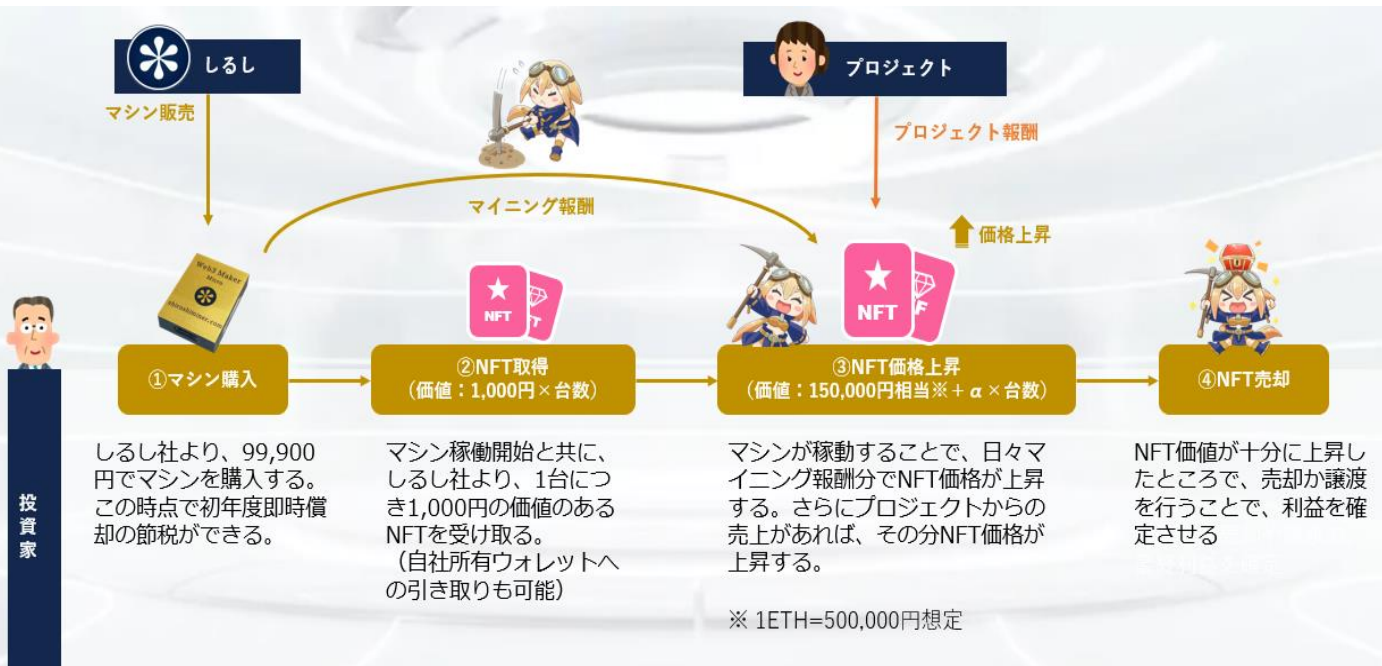 しるし
プロジェクト
マシン販売
プロジェクト報酬
マイニング報酬
価格上昇
Web3 Maker
Micro
shirushiminer.com
NFT
NFT
①マシン購入
②NFT取得
（価値：1,000円×台数）
③NFT価格上昇
（価値：150,000円相当※＋α×台数）
④NFT売却
投資家
しるし社より、99,900
円でマシンを購入する。
この時点で初年度即時償
却の節税ができる。
マシン稼働開始と共に、
しるし社より、1台につ
き1,000円の価値のある
NFTを受け取る。
（自社所有ウォレットへ
の引き取りも可能）
マシンが稼動することで、日々マ
イニング報酬分でNFT価格が上昇
する。さらにプロジェクトからの
売上があれば、その分NFT価格が
上昇する。
※ 1ETH=500,000円想定
NFT価値が十分に上昇し
たところで、売却か譲渡
を行うことで、利益を確
定させる